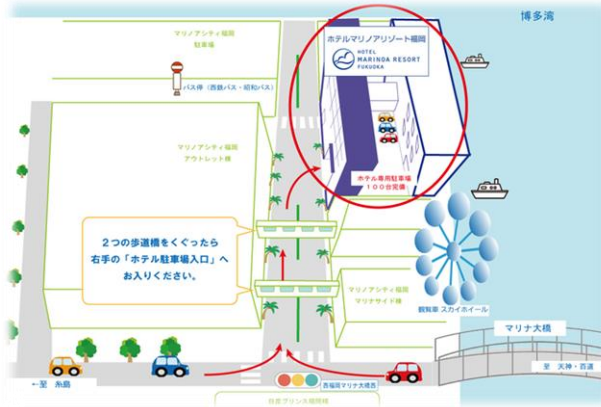 博多湾
マリノアシティ福岡
駐車場
ホテルマリノアリゾート福岡
HOTEL
MARINOA RESORT
FUKUOKA
バス停（西鉄バス・昭和バス）
マリノアシティ福岡
アウトレット棟
ホテル専用駐車場
１００台完備
２つの歩道橋をくぐったら
右手の「ホテル駐車場入口」へ
お入りください。
マリノアシティ福岡
マリナサイド棟
観覧車 スカイホイール
マリナ大橋
至 天神・百道
←至 糸島
西福岡マリナ大橋西